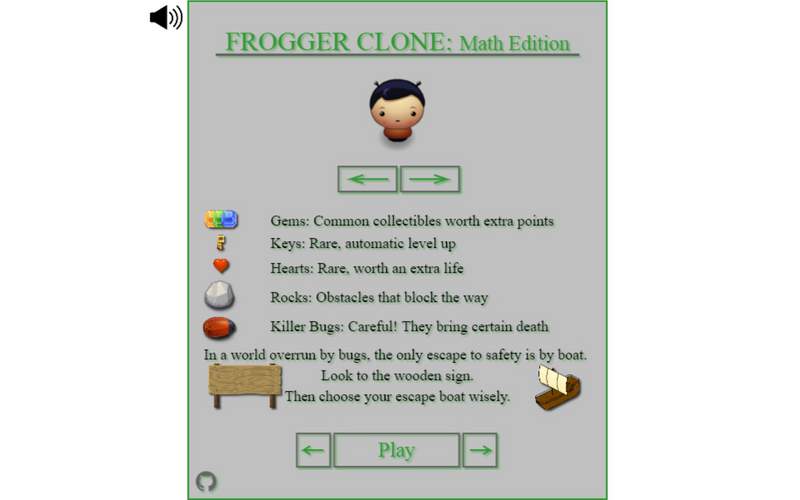 FROGGER CLONE: Math Edition
Gems: Common collectibles worth extra points
Keys: Rare, automatic level up
Hearts: Rare, worth an extra life
Rocks: Obstacles that block the way
Killer Bugs: Careful! They bring certain death
In a world overrun by bugs, the only escape to safety is by boat.
Look to the wooden sign.
Then choose your escape boat wisely.
Play